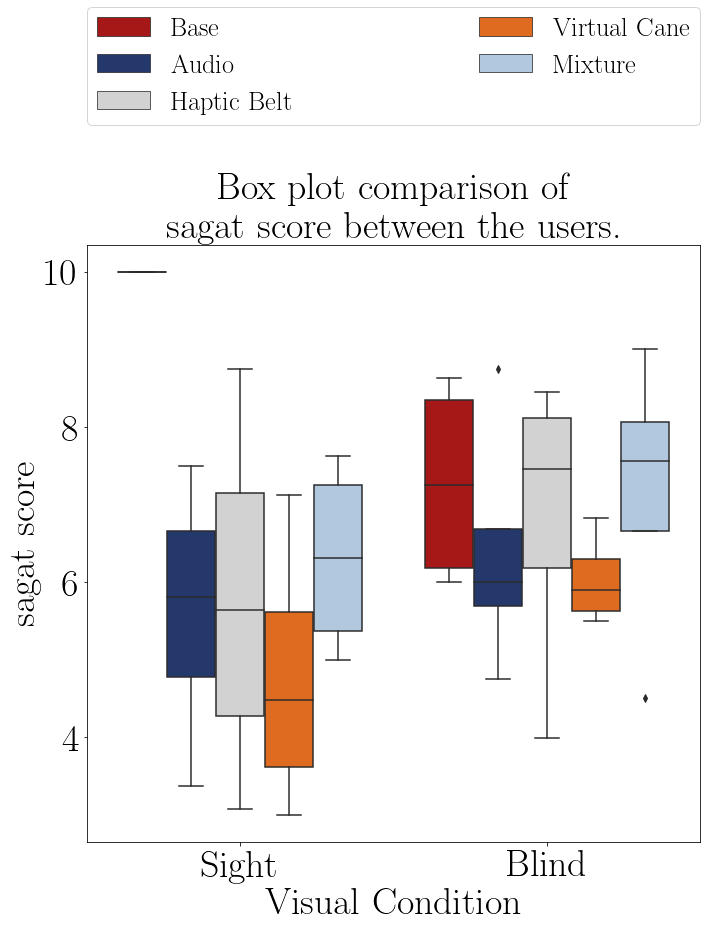 Base
Audio
Haptic Belt
Virtual Cane
Mixture
Box plot comparison of
sagat score between the users.
10
8
6
4
sagat score
Sight
Blind
Visual Condition